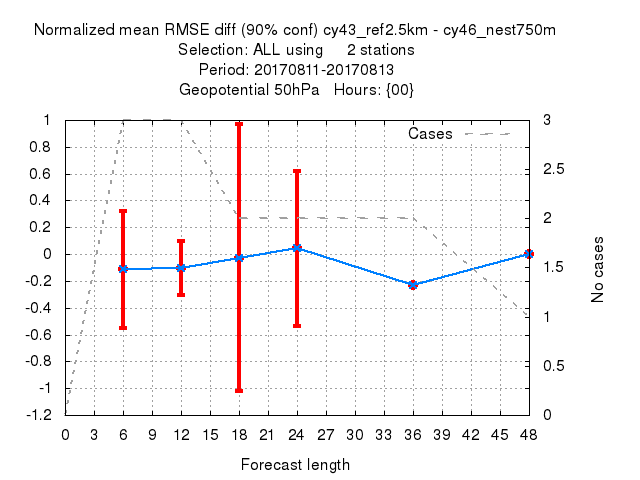 Normalized mean RMSE diff (90% conf) cy43_ref2.5km - cy46_nest750m
Selection: ALL using 2 stations
Period: 20170811-20170813
Geopotential 50hPa Hours: {00}
Cases
1
0.8
0.6
0.4
0.2
0
-0.2
-0.4
-0.6
-0.8
-1
-1.2
3
2.5
2
1.5
1
0.5
0
No cases
0 3 6 9 12 15 18 21 24 27 30 33 36 39 42 45 48
Forecast length